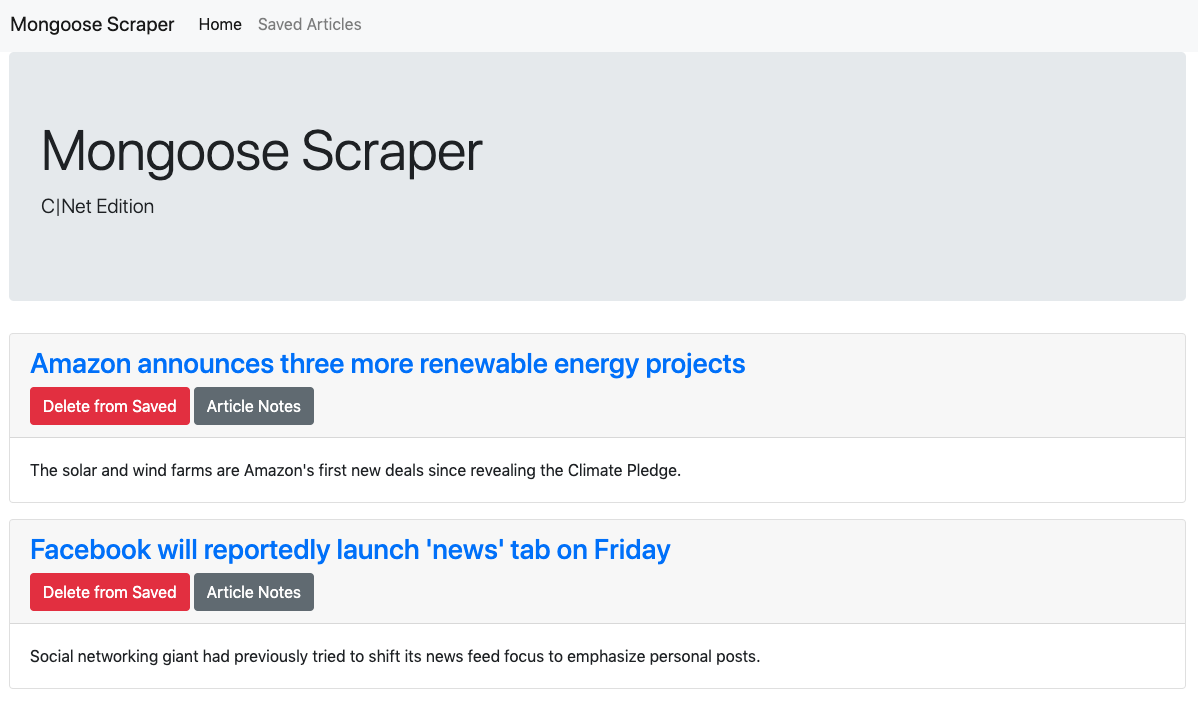 Mongoose Scraper Home Saved Articles
Mongoose Scraper
C|Net Edition
Amazon announces three more renewable energy projects
Delete from Saved Article Notes
The solar and wind farms are Amazon's first new deals since revealing the Climate Pledge.
Facebook will reportedly launch 'news' tab on Friday
Delete from Saved Article Notes
Social networking giant had previously tried to shift its news feed focus to emphasize personal posts.